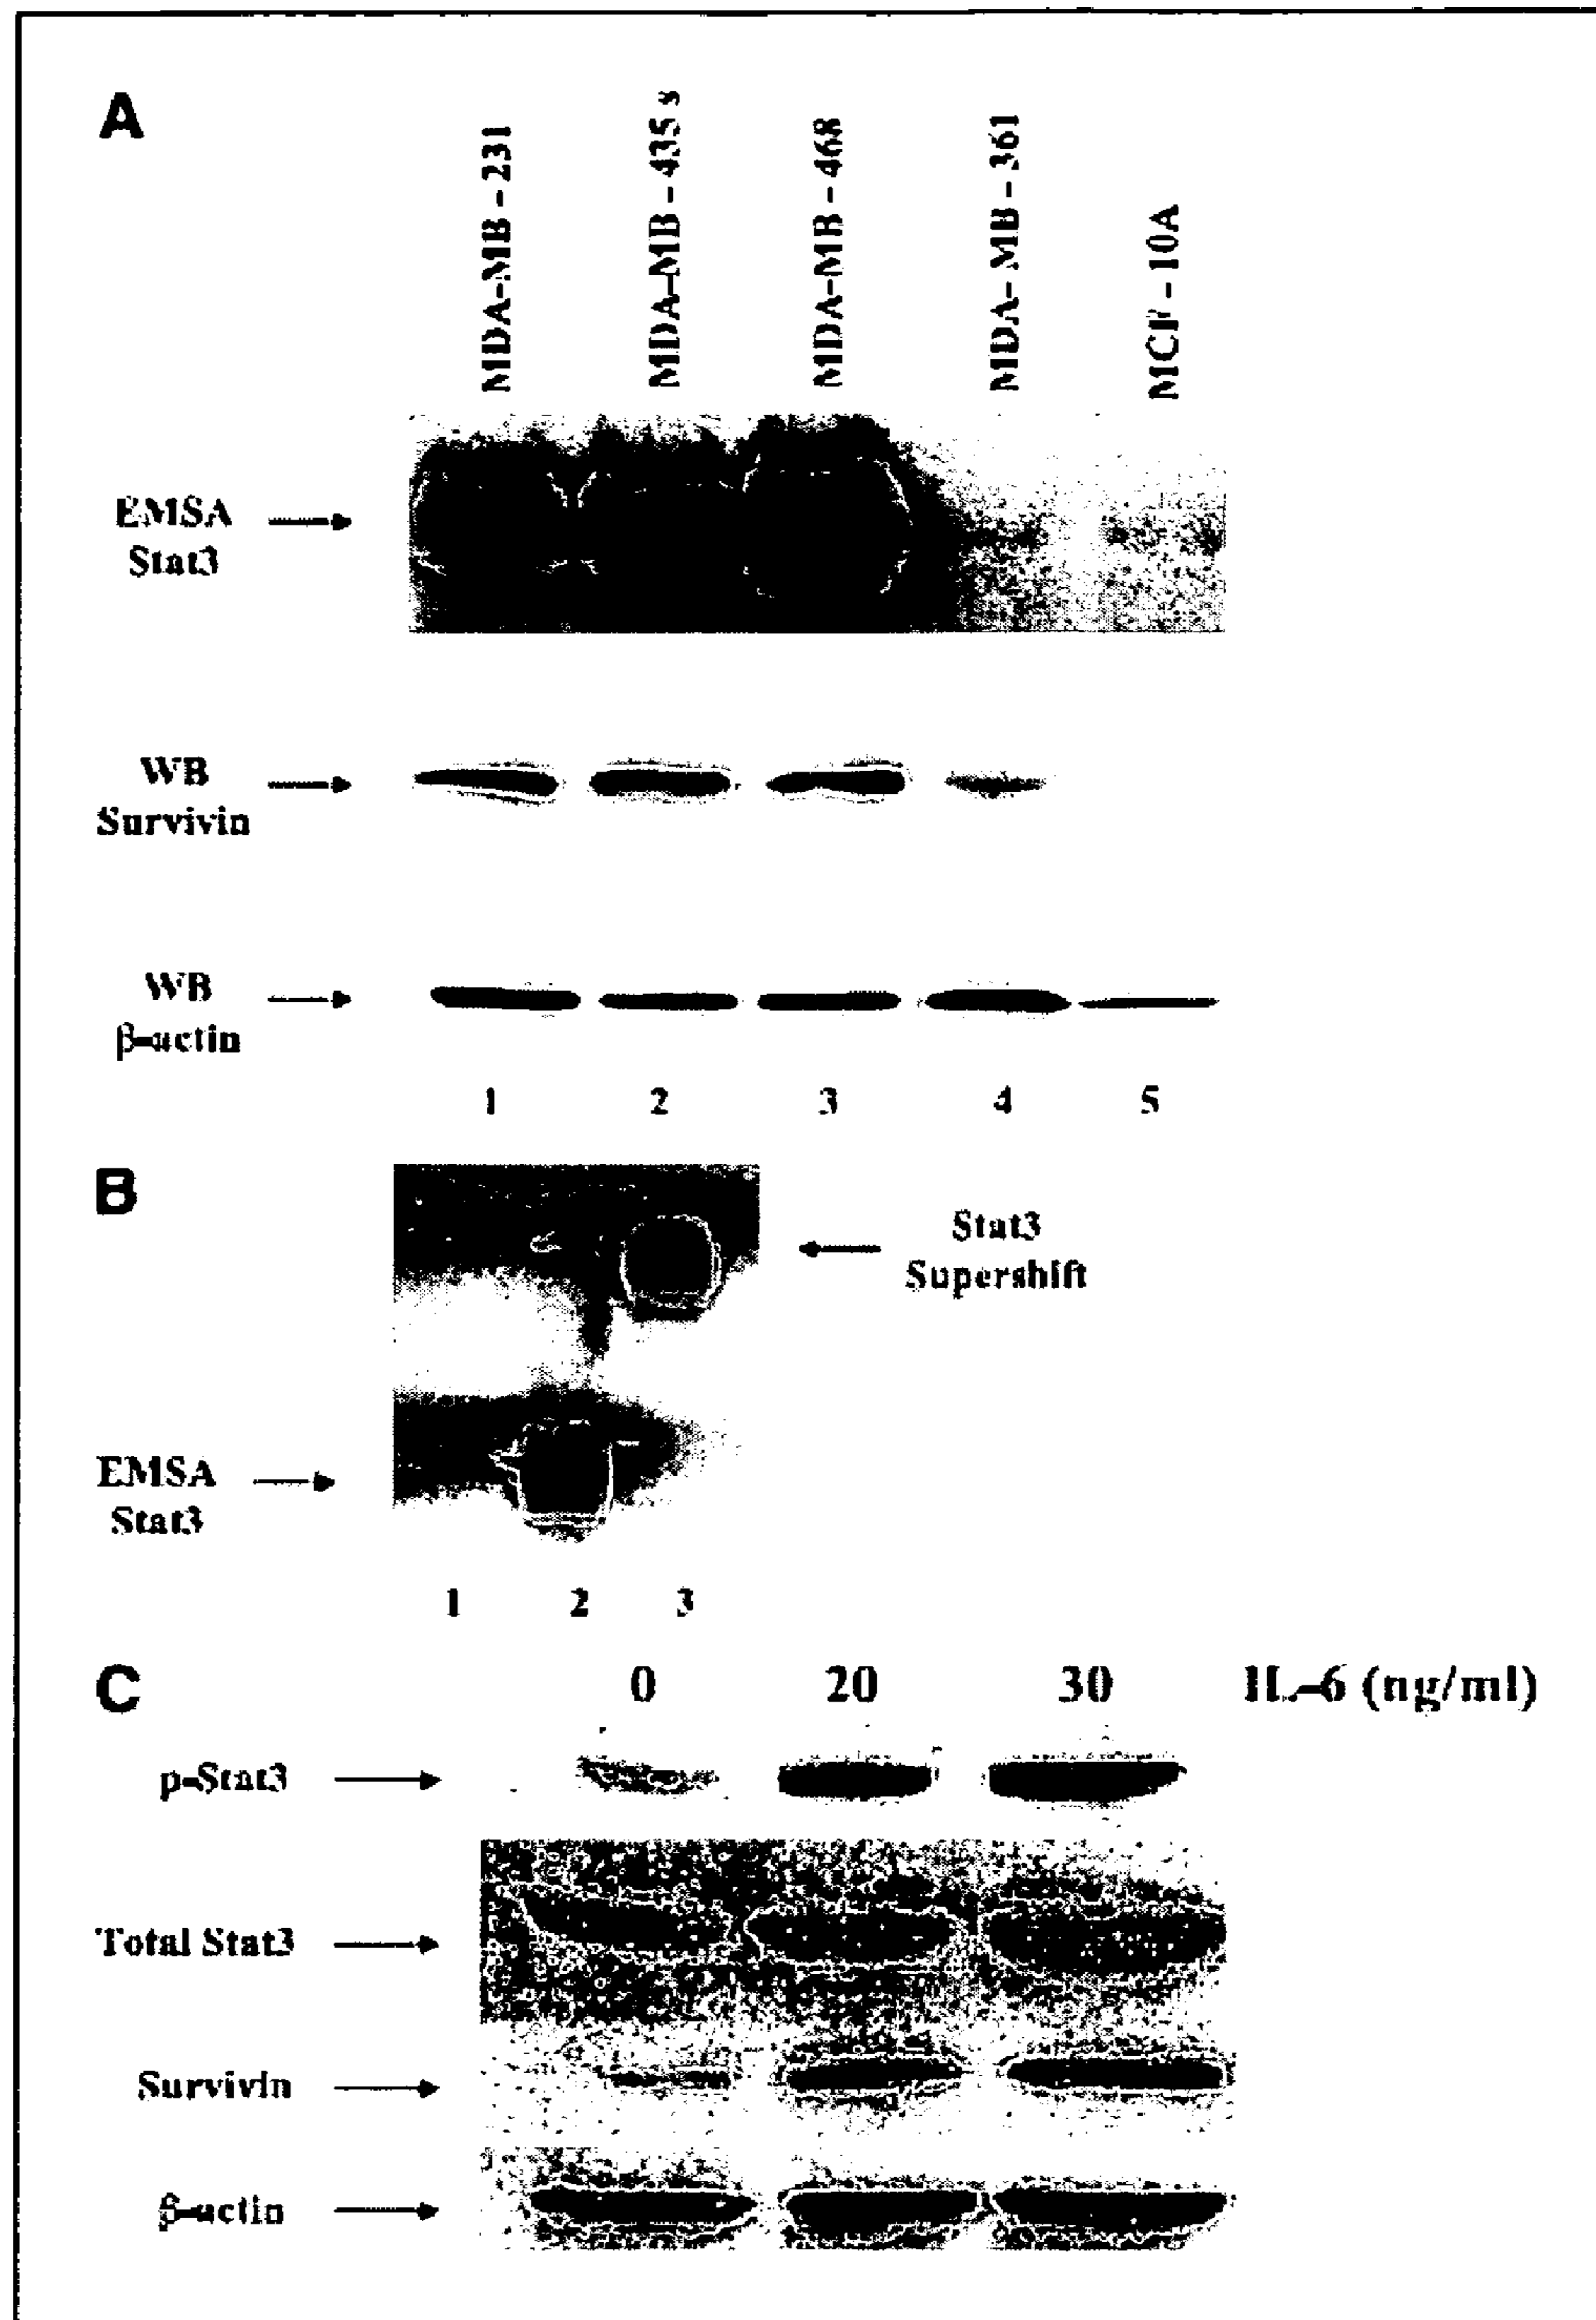 A
MDA-MB-231
MDA-MB-435 s
MDA-MB-468
MDA-MB-361
MCF-10A
EMSA
Stat3
WB
Survivin
WB
β-actin
1 2 3 4 5
B
Stat3
Supershift
EMSA
Stat3
1 2 3
C
0 20 30 IL-6 (ng/ml)
p-Stat3
Total Stat3
Survivin
β-actin